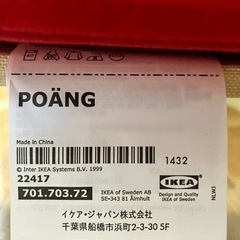 POÄNG
Made in China
© Inter IKEA Systems B.V. 1999
22417
701.703.72
IKEA of Sweden AB
SE-343 81 Älmhult
1432
IKEA
Design and Quality
IKEA of Sweden
NLW3
イケア・ジャパン株式会社
千葉県船橋市浜町2-3-30 5F